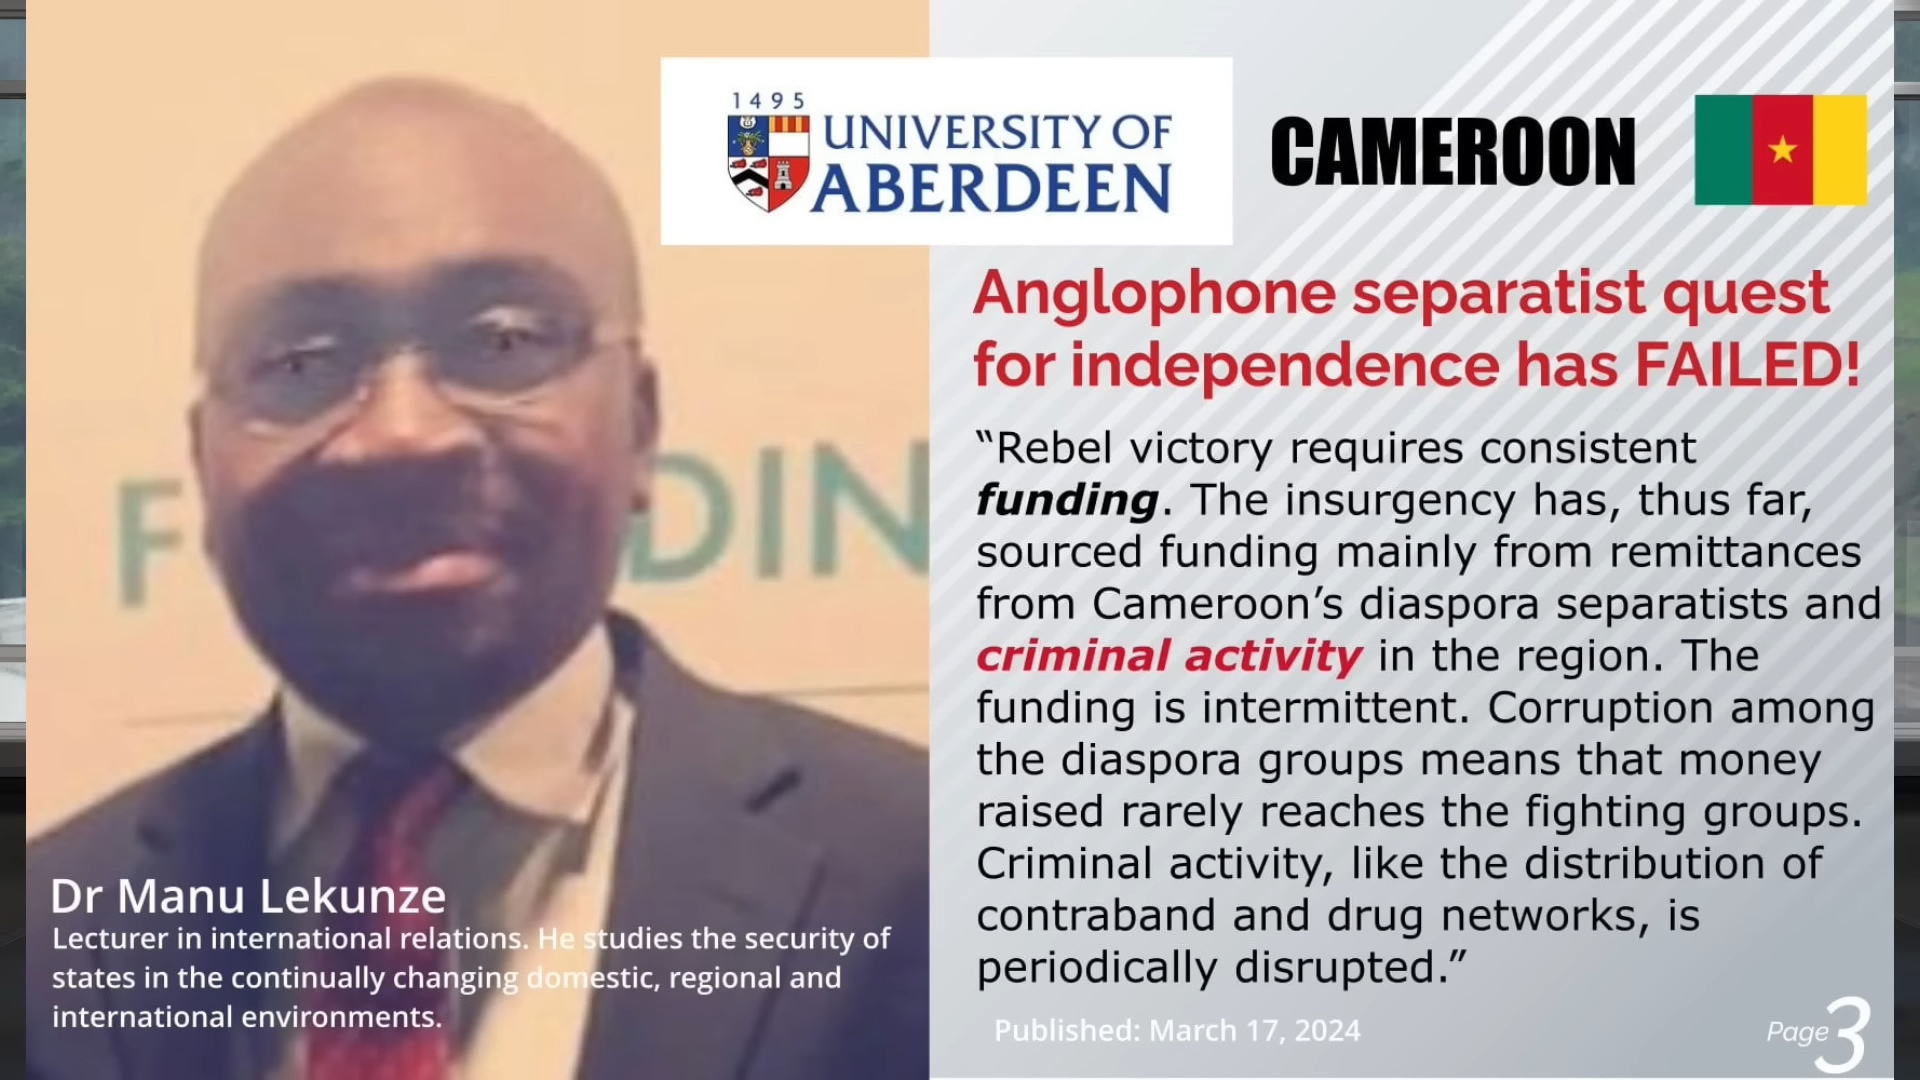 1495
UNIVERSITY OF
ABERDEEN
CAMEROON
Anglophone separatist quest
for independence has FAILED!
“Rebel victory requires consistent
funding. The insurgency has, thus far,
sourced funding mainly from remittances
from Cameroon’s diaspora separatists and
criminal activity in the region. The
funding is intermittent. Corruption among
the diaspora groups means that money
raised rarely reaches the fighting groups.
Criminal activity, like the distribution of
contraband and drug networks, is
periodically disrupted.”
Published: March 17, 2024
Page 3
F DIN
Dr Manu Lekunze
Lecturer in international relations. He studies the security of
states in the continually changing domestic, regional and
international environments.